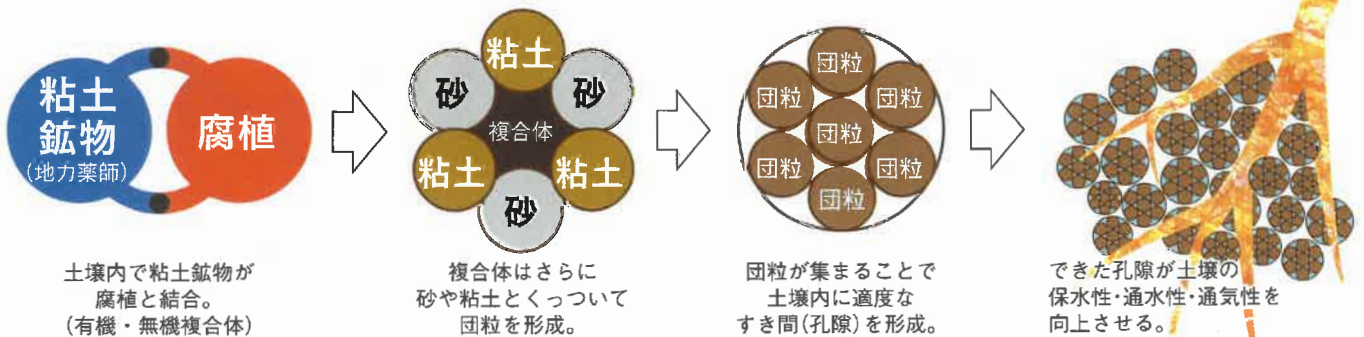 粘土
鉱物
(地力薬師)
腐植
土壌内で粘土鉱物が
腐植と結合。
(有機・無機複合体)
粘土
砂
砂
複合体
粘土
粘土
砂
複合体はさらに
砂や粘土とくっついて
団粒を形成。
団粒
団粒
団粒
団粒
団粒
団粒
団粒
団粒が集まることで
土壌内に適度な
すき間(孔隙)を形成。
できた孔隙が土壌の
保水性・通水性・通気性を
向上させる。